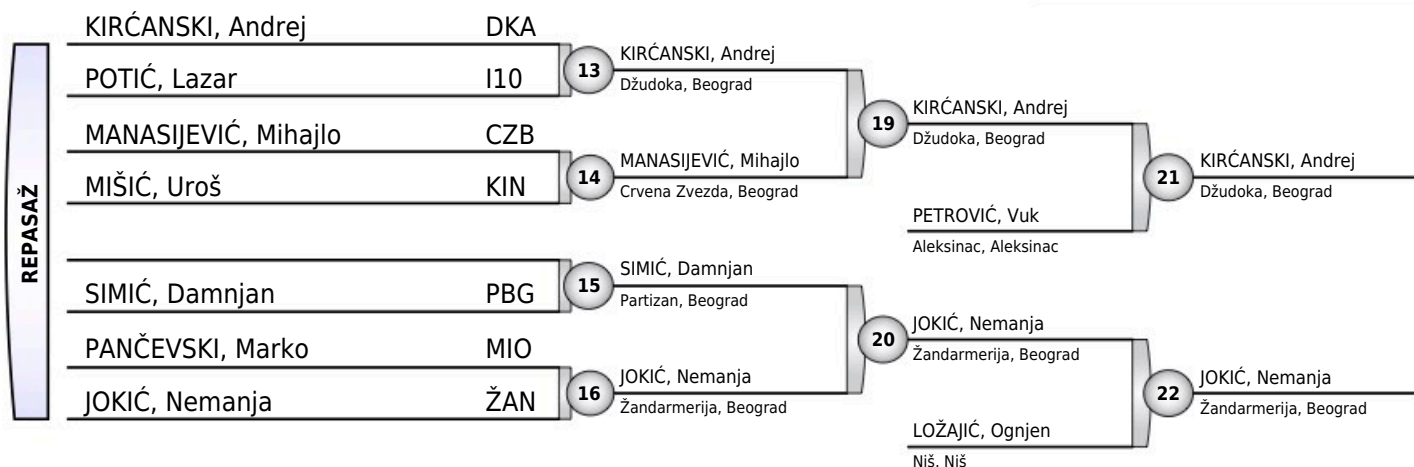 REPASAŽ
KIRĆANSKI, Andrej DKA
POTIĆ, Lazar I10
MANASIJEVIĆ, Mihajlo CZB
MIŠIĆ, Uroš KIN
SIMIĆ, Damnjan PBG
PANČEVSKI, Marko MIO
JOKIĆ, Nemanja ŽAN
13
KIRĆANSKI, Andrej
Džudoka, Beograd
14
MANASIJEVIĆ, Mihajlo
Crvena Zvezda, Beograd
15
SIMIĆ, Damnjan
Partizan, Beograd
16
JOKIĆ, Nemanja
Žandarmerija, Beograd
19
KIRĆANSKI, Andrej
Džudoka, Beograd
PETROVIĆ, Vuk
Aleksinac, Aleksinac
20
JOKIĆ, Nemanja
Žandarmerija, Beograd
LOŽAJIĆ, Ognjen
Niš, Niš
21
KIRĆANSKI, Andrej
Džudoka, Beograd
22
JOKIĆ, Nemanja
Žandarmerija, Beograd